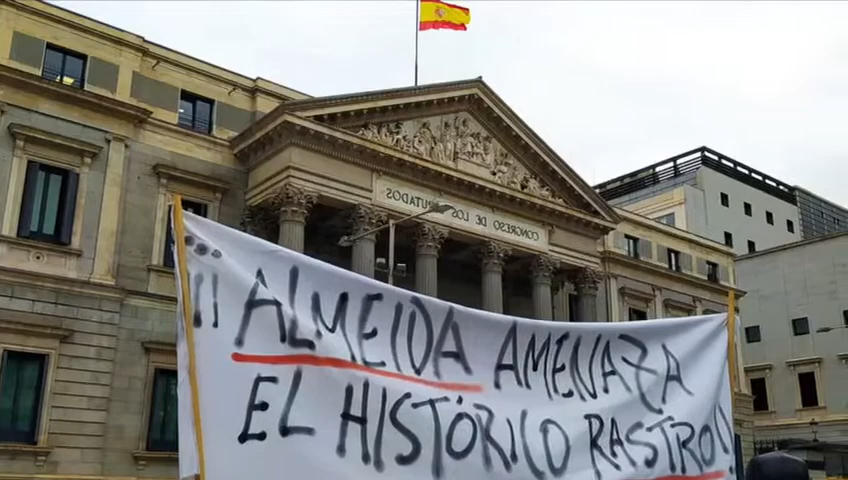 CONGRESO DE LOS DIPUTADOS
¡¡ALMEIDA AMENAZA
EL HISTÓRICO RASTRO!!